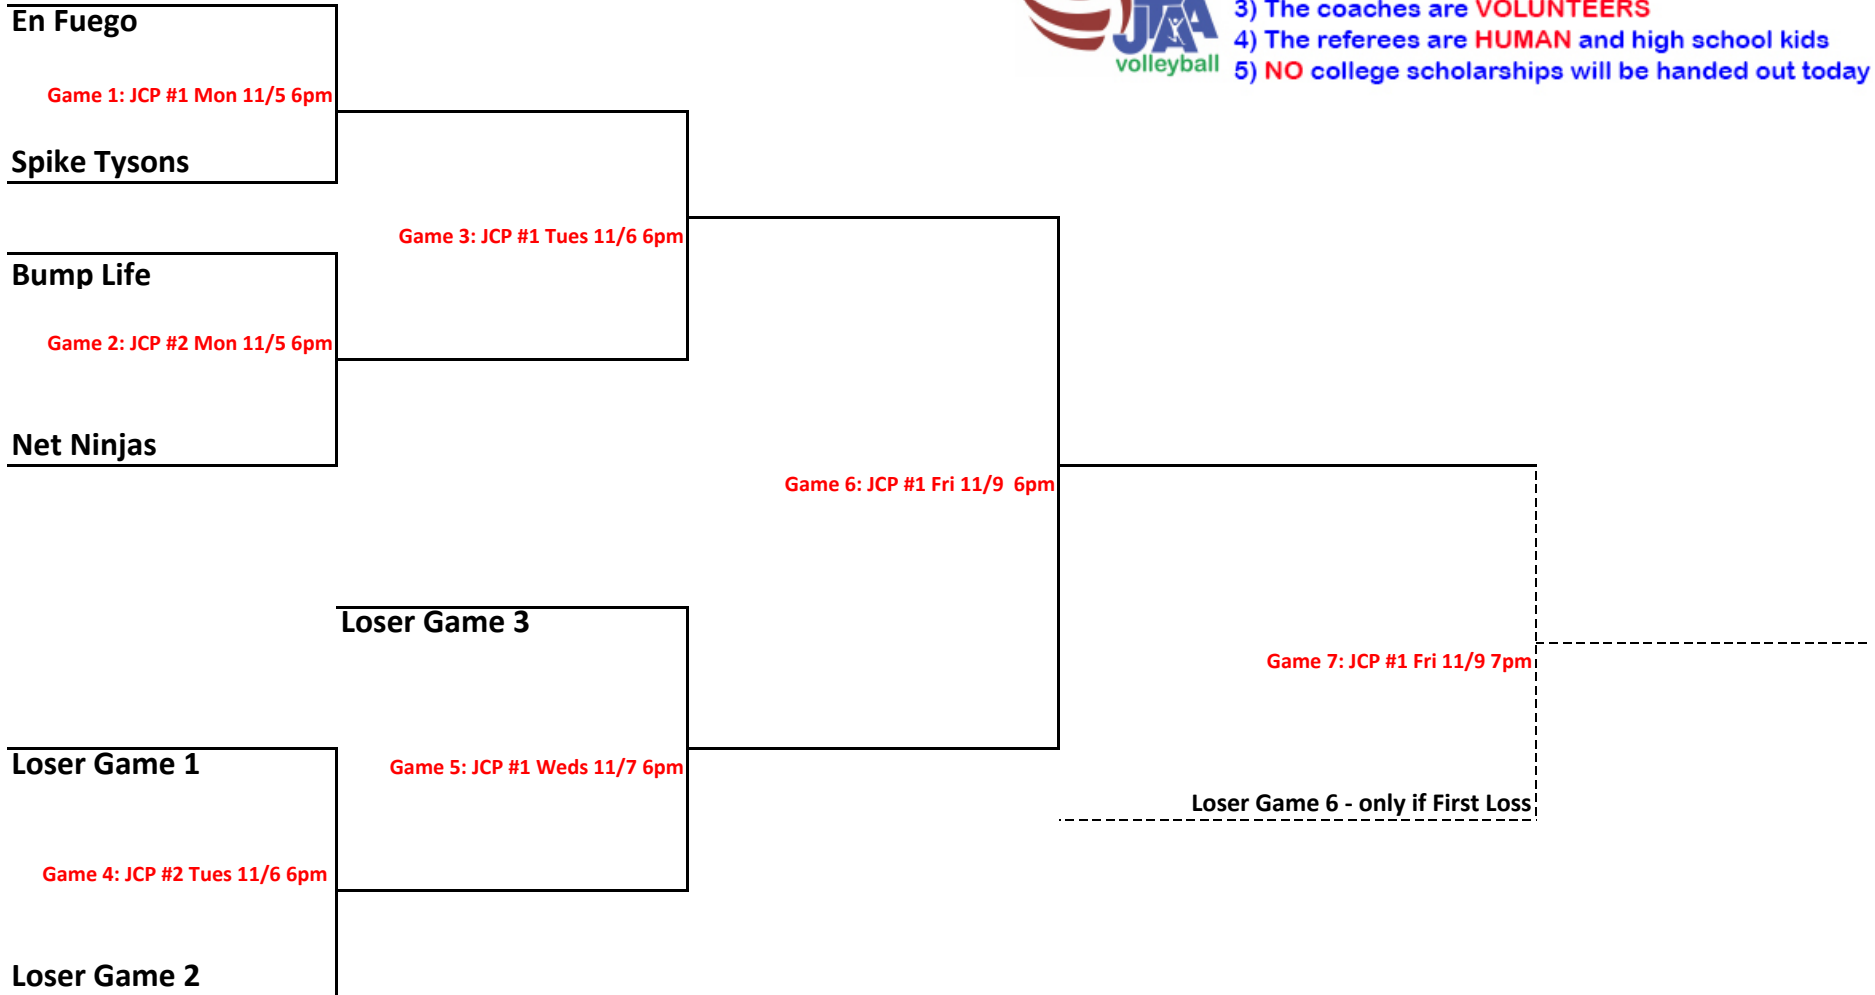 En Fuego
Game 1: JCP #1 Mon 11/5 6pm
Spike Tysons
Bump Life
Game 2: JCP #2 Mon 11/5 6pm
Net Ninjas
Game 3: JCP #1 Tues 11/6 6pm
JTAA
volleyball
3) The coaches are VOLUNTEERS
4) The referees are HUMAN and high school kids
5) NO college scholarships will be handed out today
Game 6: JCP #1 Fri 11/9  6pm
Loser Game 3
Game 7: JCP #1 Fri 11/9 7pm
Loser Game 1
Game 5: JCP #1 Weds 11/7 6pm
Loser Game 6 - only if First Loss
Game 4: JCP #2 Tues 11/6 6pm
Loser Game 2